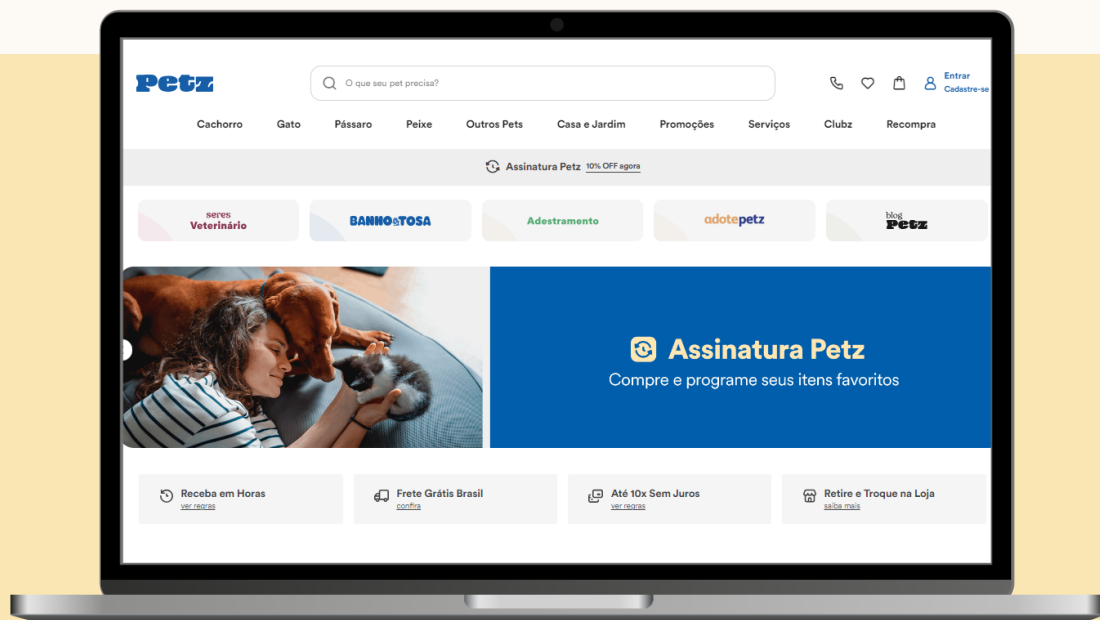 Petz
O que seu pet precisa?
Entrar
Cadastre-se
Cachorro Gato Pássaro Peixe Outros Pets Casa e Jardim Promoções Serviços Clubz Recompra
Assinatura Petz 10% OFF agora
seres
Veterinário
BANHO & TOSA
Adestramento
adotepetz
blog
Petz
Assinatura Petz
Compre e programe seus itens favoritos
Receba em Horas
ver regras
Frete Grátis Brasil
confira
Até 10x Sem Juros
ver regras
Retire e Troque na Loja
saiba mais